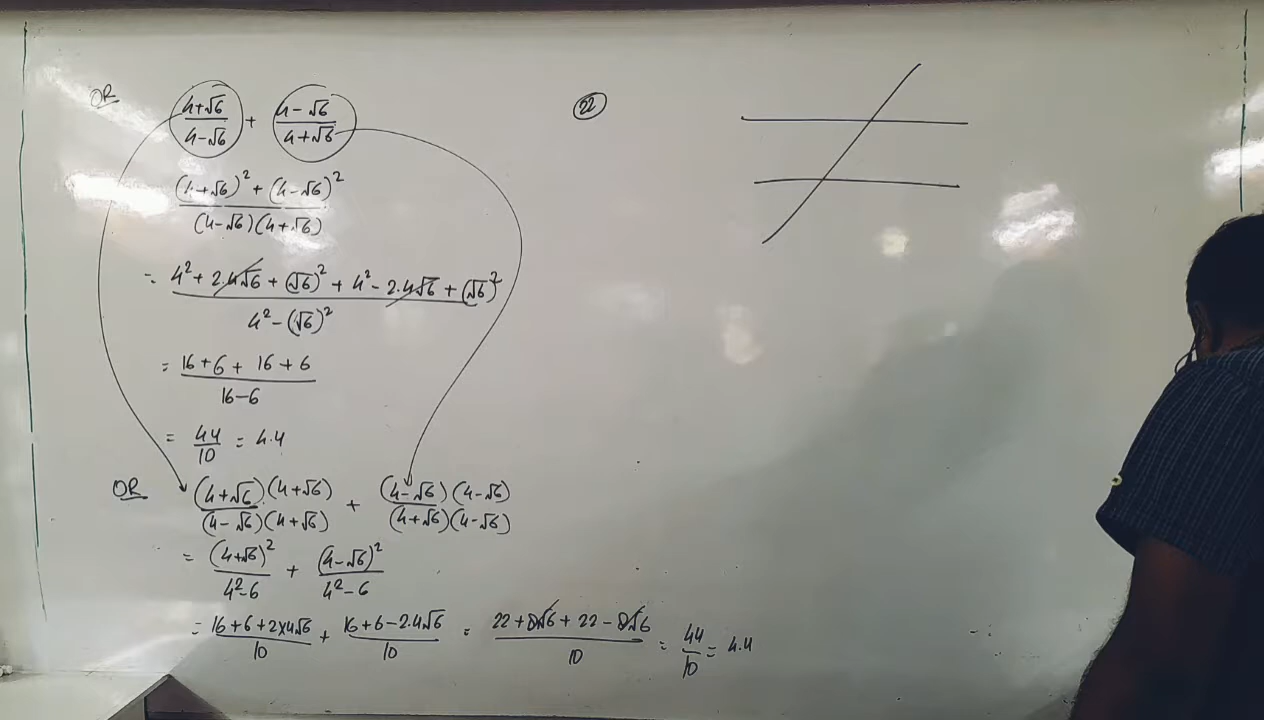 OR (4+√6)/(4-√6) + (4-√6)/(4+√6)
((4+√6)² + (4-√6)²)/((4-√6)(4+√6))
= (4² + 2.4√6 + (√6)² + 4² - 2.4√6 + (√6)²)/(4² - (√6)²)
= (16+6+ 16+6)/(16-6)
= 44/10 = 4.4
OR ((4+√6)(4+√6))/((4-√6)(4+√6)) + ((4-√6)(4-√6))/((4+√6)(4-√6))
= (4+√6)²/(4²-6) + (4-√6)²/(4²-6)
= (16+6+2×4√6)/10 + (16+6-2.4√6)/10 = (22+8√6+22-8√6)/10 = 44/10 = 4.4
22